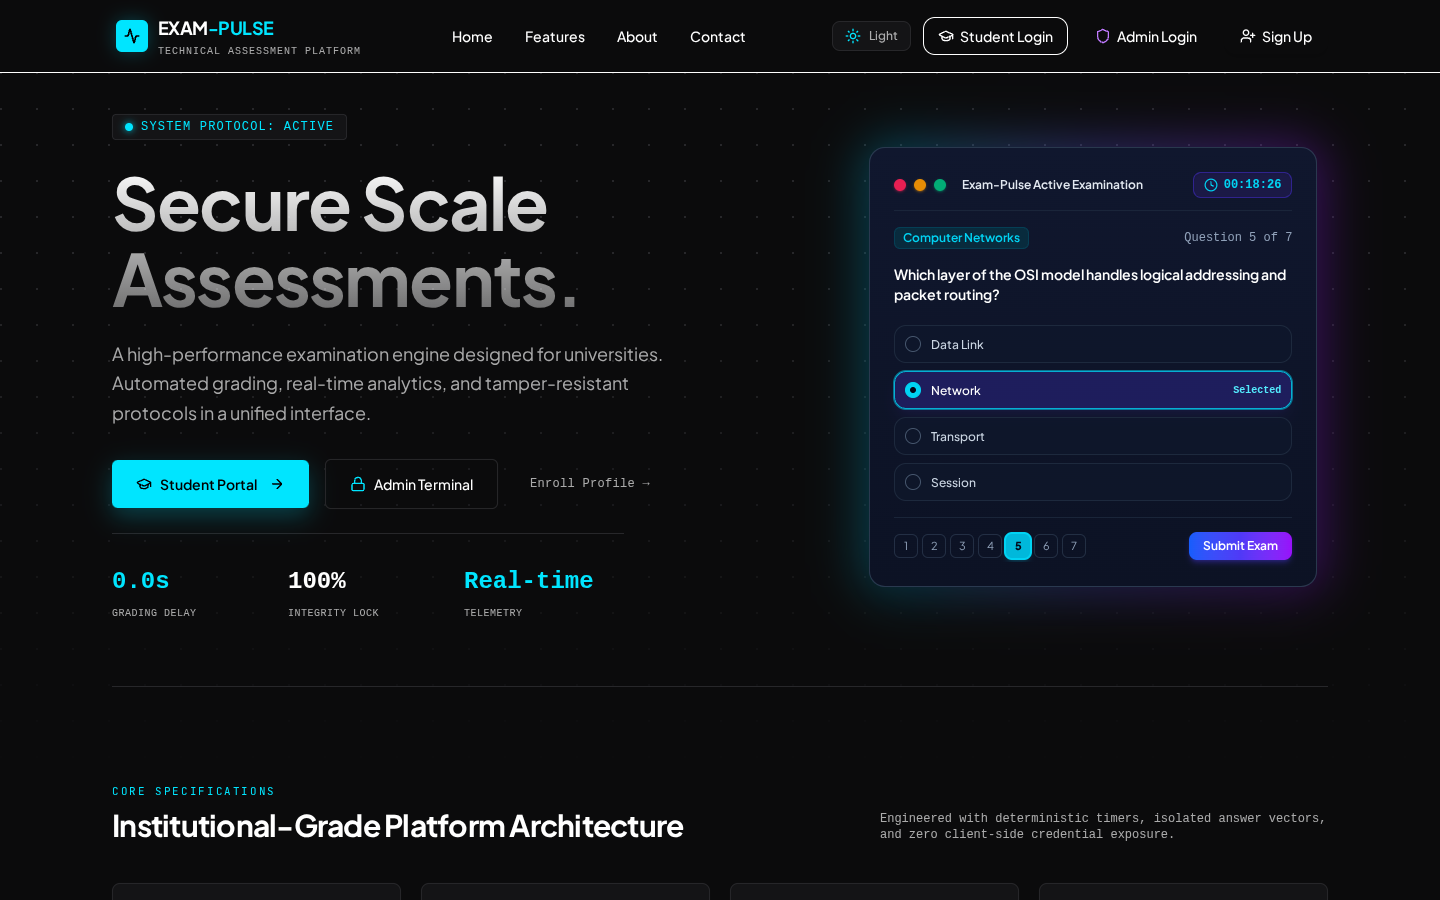 EXAM-PULSE
TECHNICAL ASSESSMENT PLATFORM
Home
Features
About
Contact
Light
Student Login
Admin Login
Sign Up
SYSTEM PROTOCOL: ACTIVE
Secure Scale
Assessments.
A high-performance examination engine designed for universities.
Automated grading, real-time analytics, and tamper-resistant
protocols in a unified interface.
Student Portal →
Admin Terminal
Enroll Profile →
0.0s
GRADING DELAY
100%
INTEGRITY LOCK
Real-time
TELEMETRY
Exam-Pulse Active Examination
00:18:26
Computer Networks
Question 5 of 7
Which layer of the OSI model handles logical addressing and
packet routing?
Data Link
Network
Selected
Transport
Session
1 2 3 4 5 6 7
Submit Exam
CORE SPECIFICATIONS
Institutional-Grade Platform Architecture
Engineered with deterministic timers, isolated answer vectors,
and zero client-side credential exposure.